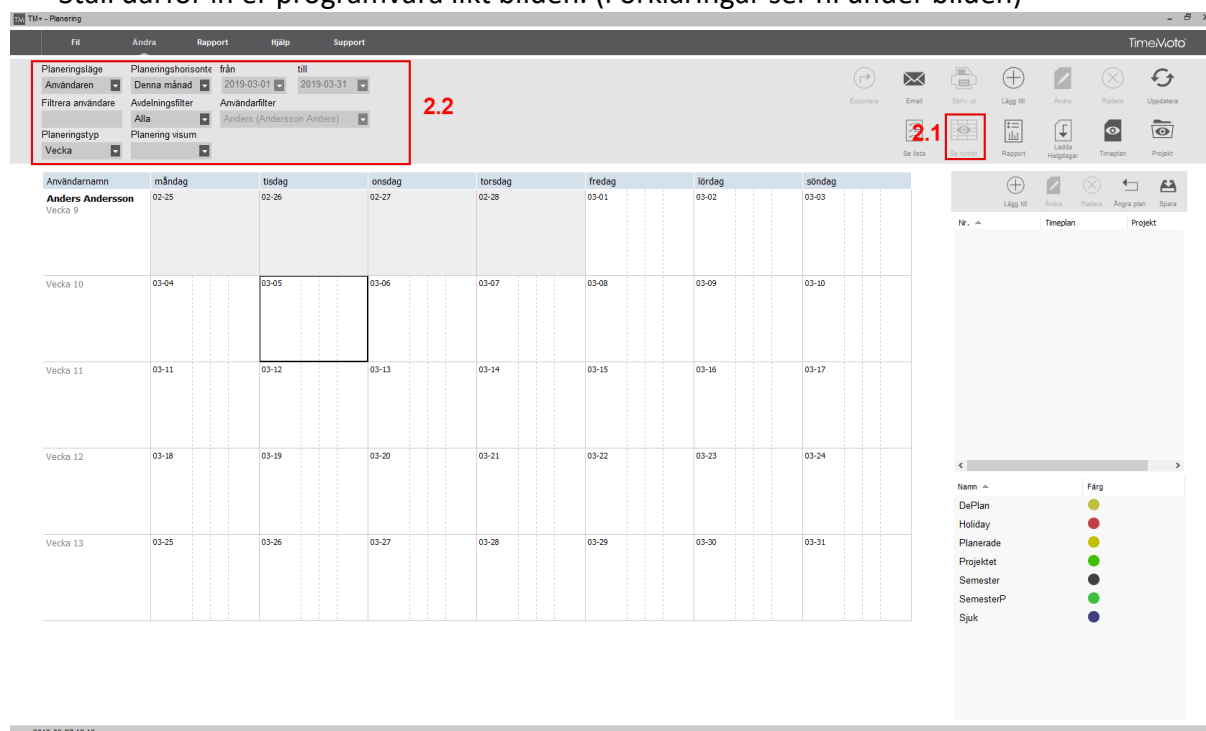 Ställ därför in er programvara likt bilden. (Förklaringar ser ni under bilden)
TM TM+ - Planering
Fil Ändra Rapport Hjälp Support TimeMoto
Planeringsläge Planeringshorisonte från till
Användaren Denna månad 2019-03-01 2019-03-31
Filtrera användare Avdelningsfilter Användarfilter
Alla Anders (Andersson Anders)
Planeringstyp Planering visum
Vecka
2.2
Exportera Email Skriv ut Lägg till Ändra Radera Uppdatera
2.1
Se lista Se rutnät Rapport Ladda Helgdagar Timeplan Projekt
Användarnamn måndag tisdag onsdag torsdag fredag lördag söndag
Anders Andersson 02-25 02-26 02-27 02-28 03-01 03-02 03-03
Vecka 9
Vecka 10 03-04 03-05 03-06 03-07 03-08 03-09 03-10
Vecka 11 03-11 03-12 03-13 03-14 03-15 03-16 03-17
Vecka 12 03-18 03-19 03-20 03-21 03-22 03-23 03-24
Vecka 13 03-25 03-26 03-27 03-28 03-29 03-30 03-31
Lägg till Ändra Radera Ångra plan Spara
Nr. Timeplan Projekt
Namn Färg
DePlan
Holiday
Planerade
Projektet
Semester
SemesterP
Sjuk